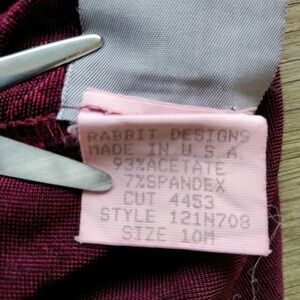 RABBIT DESIGNS
MADE IN U.S.A.
93%ACETATE
7%SPANDEX
CUT 4453
STYLE 121N708
SIZE 10M